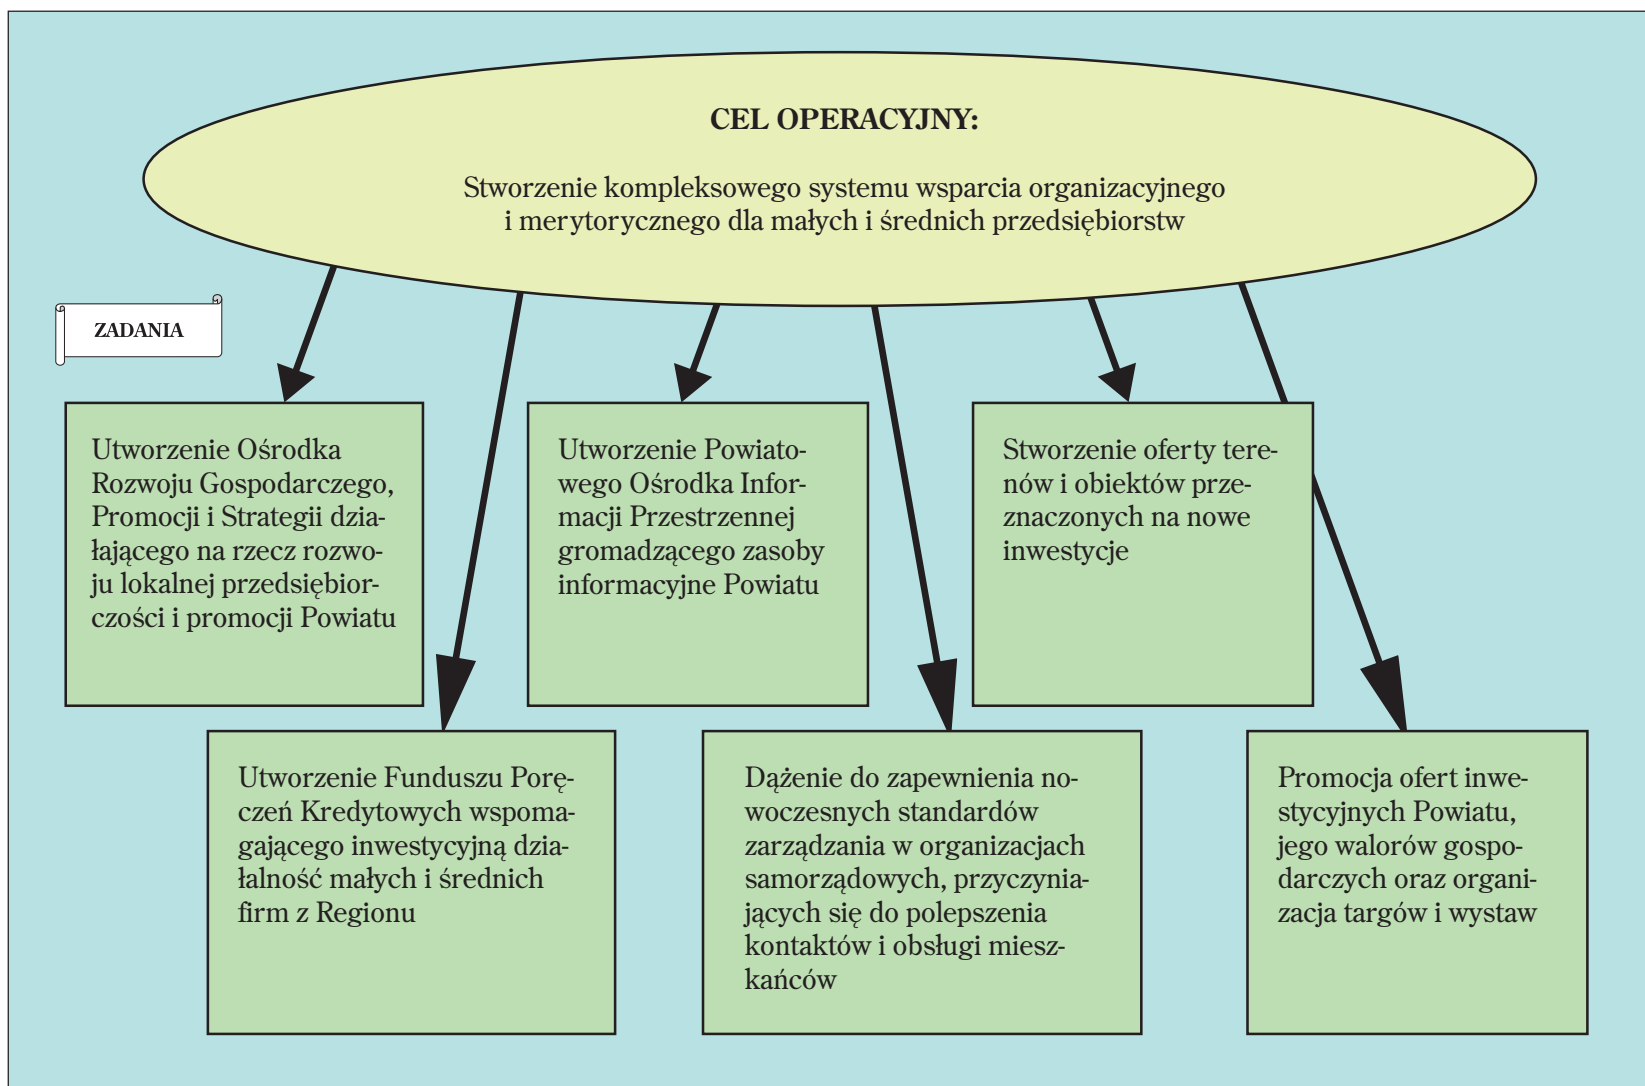 CEL OPERACYJNY:
Stworzenie kompleksowego systemu wsparcia organizacyjnego
i merytorycznego dla małych i średnich przedsiębiorstw
ZADANIA
Utworzenie Ośrodka
Rozwoju Gospodarczego,
Promocji i Strategii dzia-
łającego na rzecz rozwo-
ju lokalnej przedsiębior-
czości i promocji Powiatu
Utworzenie Powiato-
wego Ośrodka Infor-
macji Przestrzennej
gromadzącego zasoby
informacyjne Powiatu
Stworzenie oferty tere-
nów i obiektów prze-
znaczonych na nowe
inwestycje
Utworzenie Funduszu Porę-
czeń Kredytowych wspoma-
gającego inwestycyjną dzia-
łalność małych i średnich
firm z Regionu
Dążenie do zapewnienia no-
woczesnych standardów
zarządzania w organizacjach
samorządowych, przyczynia-
jących się do polepszenia
kontaktów i obsługi miesz-
kańców
Promocja ofert inwe-
stycyjnych Powiatu,
jego walorów gospo-
darczych oraz organi-
zacja targów i wystaw